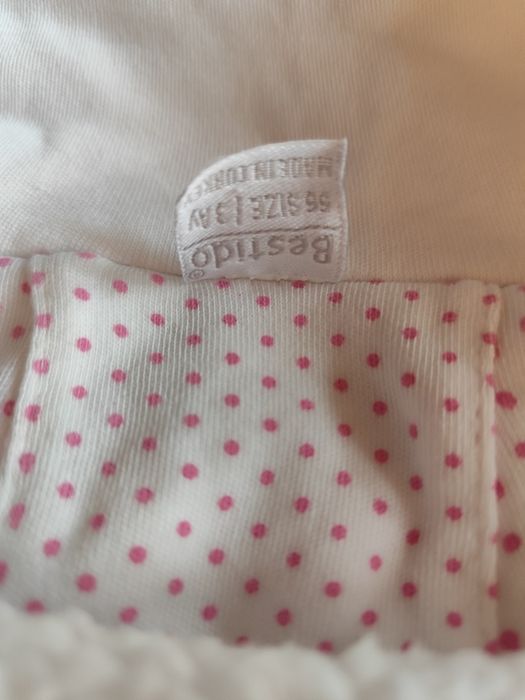 Bestido®
56 SIZE | 3 Ay
MADE IN TURKEY